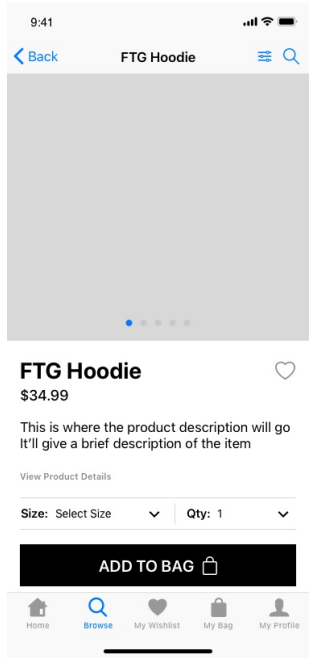 9:41
Back FTG Hoodie
FTG Hoodie
$34.99
This is where the product description will go
It'll give a brief description of the item
View Product Details
Size: Select Size Qty: 1
ADD TO BAG
Home Browse My Wishlist My Bag My Profile